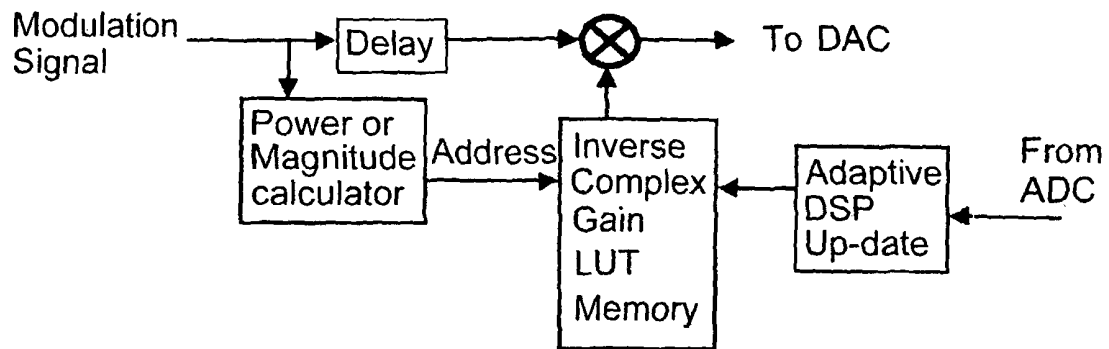 Modulation
Signal
Delay
To DAC
Power or
Magnitude
calculator
Address
Inverse
Complex
Gain
LUT
Memory
Adaptive
DSP
Up-date
From
ADC